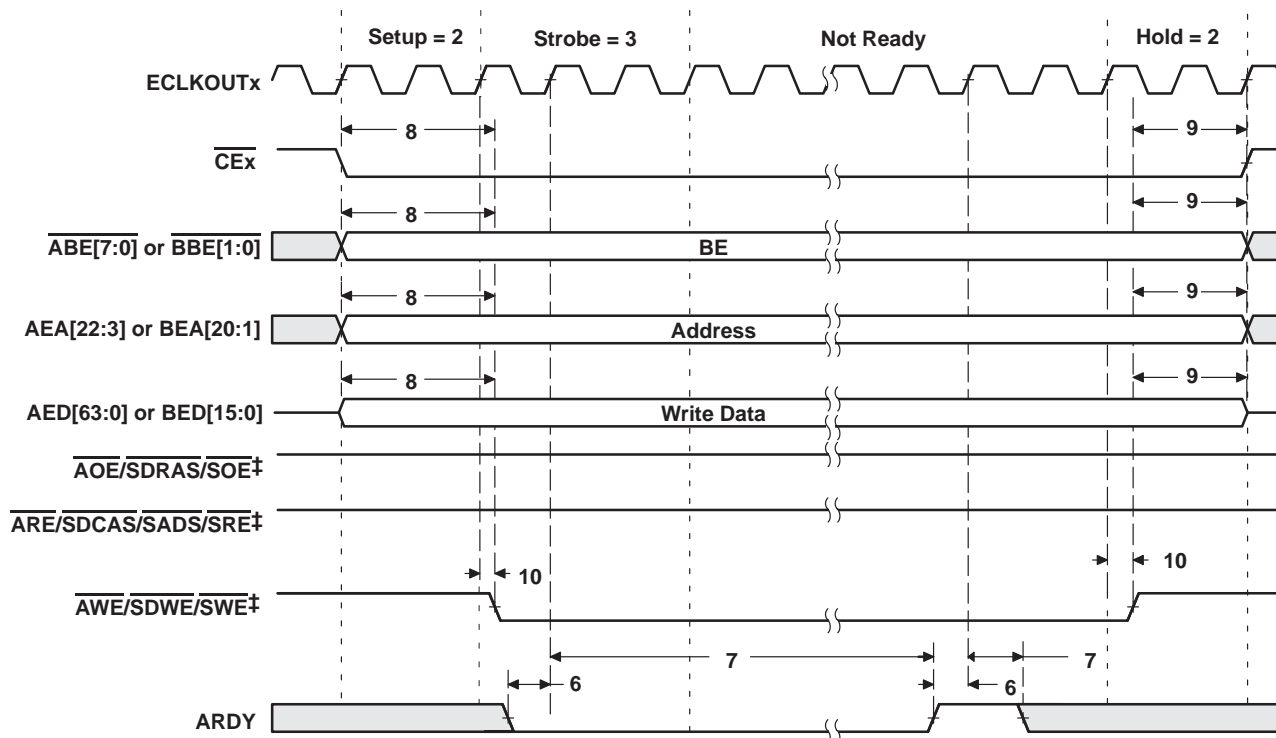 Setup = 2 Strobe = 3 Not Ready Hold = 2
ECLKOUTx
8 9
CEx
8 9
ABE[7:0] or BBE[1:0] BE
8 9
AEA[22:3] or BEA[20:1] Address
8 9
AED[63:0] or BED[15:0] Write Data
AOE/SDRAS/SOE‡
ARE/SDCAS/SADS/SRE‡
10 10
AWE/SDWE/SWE‡
7 7
6 6
ARDY